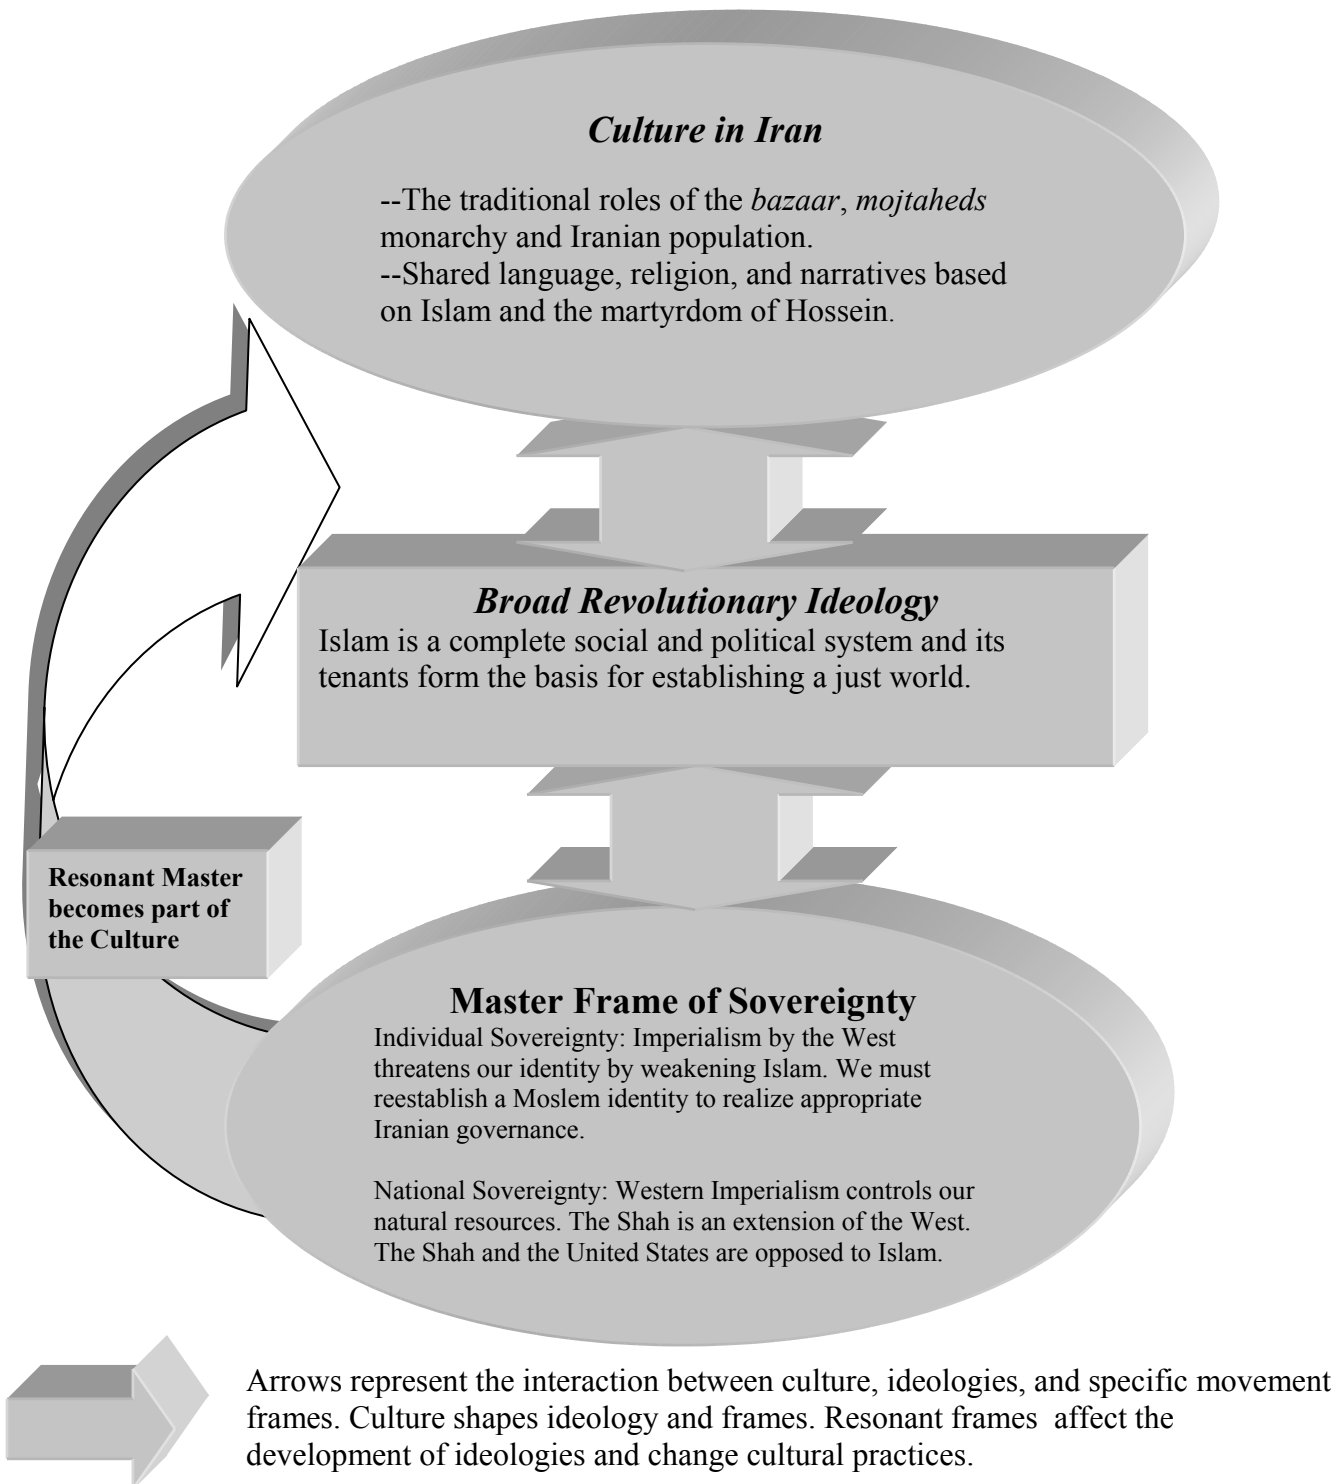 Culture in Iran
--The traditional roles of the bazaar, mojtaheds
monarchy and Iranian population.
--Shared language, religion, and narratives based
on Islam and the martyrdom of Hossein.
Broad Revolutionary Ideology
Islam is a complete social and political system and its
tenants form the basis for establishing a just world.
Resonant Master
becomes part of
the Culture
Master Frame of Sovereignty
Individual Sovereignty: Imperialism by the West
threatens our identity by weakening Islam. We must
reestablish a Moslem identity to realize appropriate
Iranian governance.
National Sovereignty: Western Imperialism controls our
natural resources. The Shah is an extension of the West.
The Shah and the United States are opposed to Islam.
Arrows represent the interaction between culture, ideologies, and specific movement
frames. Culture shapes ideology and frames. Resonant frames  affect the
development of ideologies and change cultural practices.